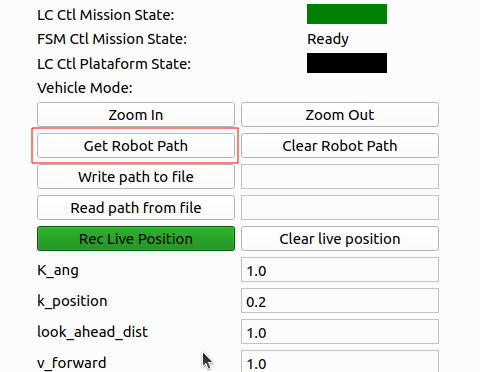 LC Ctl Mission State:
FSM Ctl Mission State: Ready
LC Ctl Plataform State:
Vehicle Mode:
Zoom In Zoom Out
Get Robot Path Clear Robot Path
Write path to file
Read path from file
Rec Live Position Clear live position
K_ang 1.0
k_position 0.2
look_ahead_dist 1.0
v_forward 1.0